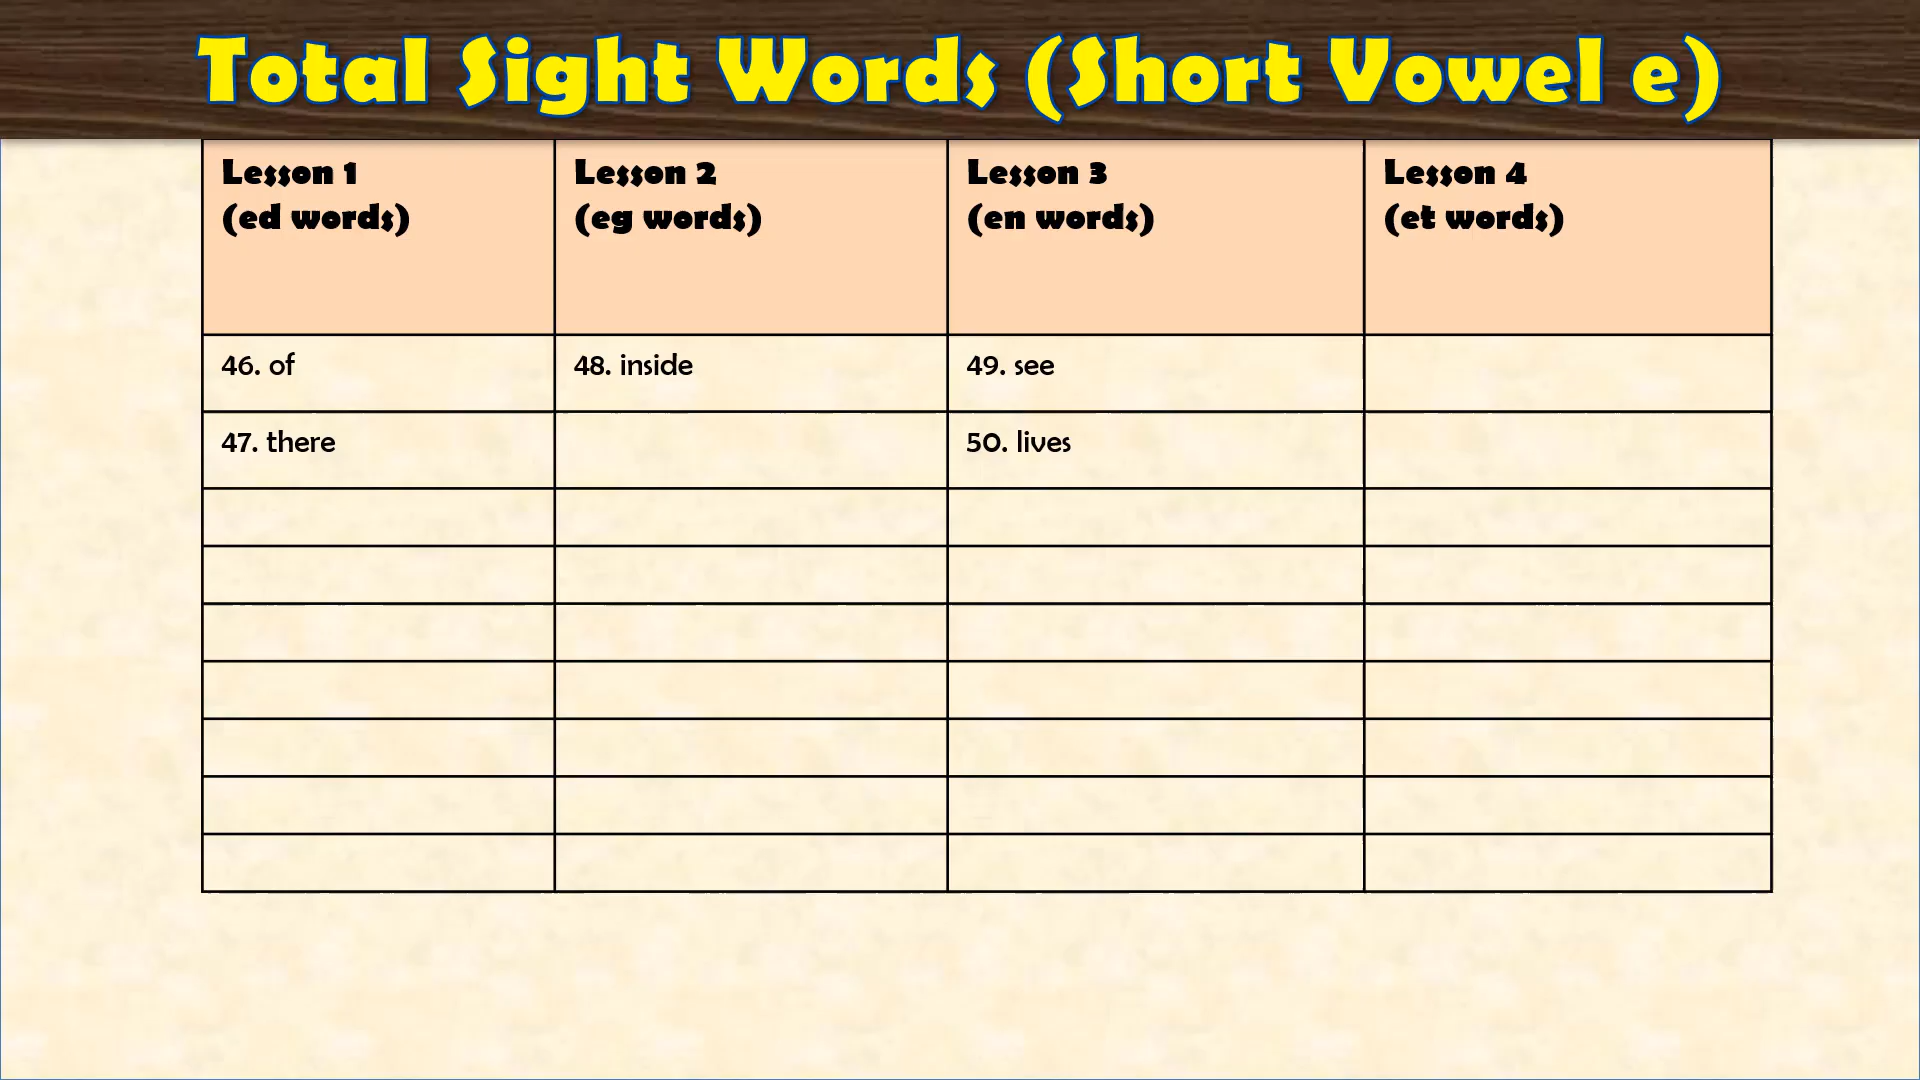 Total Sight Words (Short Vowel e)
Lesson 1
(ed words)
Lesson 2
(eg words)
Lesson 3
(en words)
Lesson 4
(et words)
46. of
48. inside
49. see
47. there
50. lives